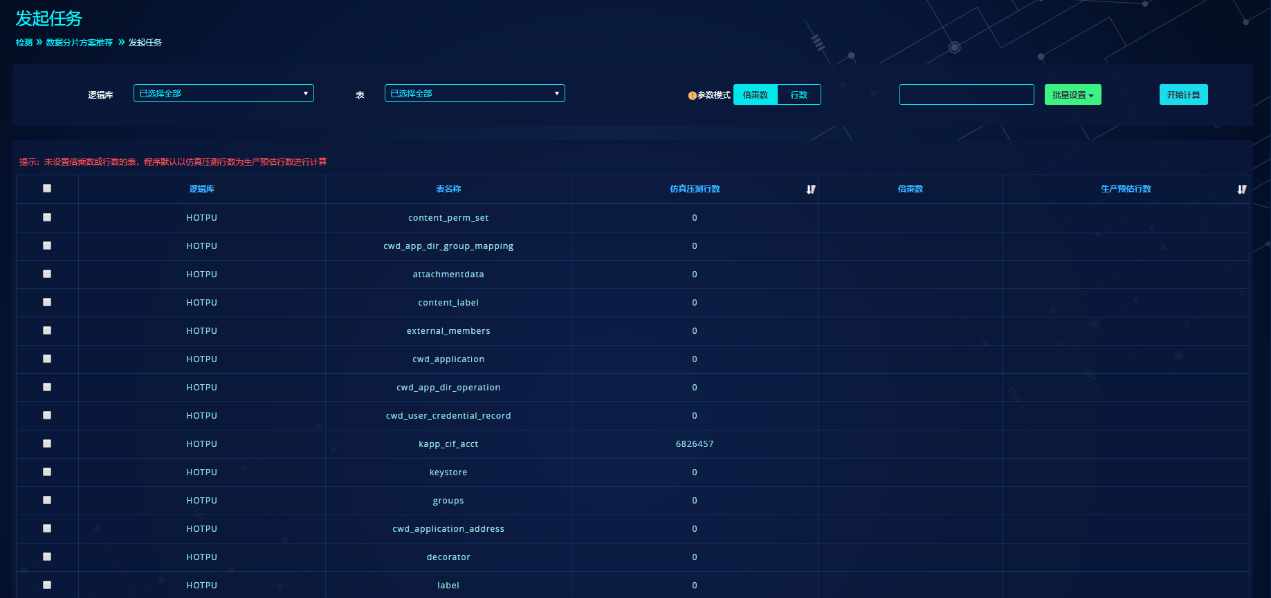 发起任务
检测 » 数据分片方案推荐 » 发起任务
逻辑库 已选择全部 表 已选择全部 参数模式 倍乘数 行数 批量设置 开始计算
提示：未设置倍乘数或行数的表，程序默认以仿真压测行数为生产预估行数进行计算
逻辑库 表名称 仿真压测行数 倍乘数 生产预估行数
HOTPU content_perm_set 0
HOTPU cwd_app_dir_group_mapping 0
HOTPU attachmentdata 0
HOTPU content_label 0
HOTPU external_members 0
HOTPU cwd_application 0
HOTPU cwd_app_dir_operation 0
HOTPU cwd_user_credential_record 0
HOTPU kapp_cif_acct 6826457
HOTPU keystore 0
HOTPU groups 0
HOTPU cwd_application_address 0
HOTPU decorator 0
HOTPU label 0